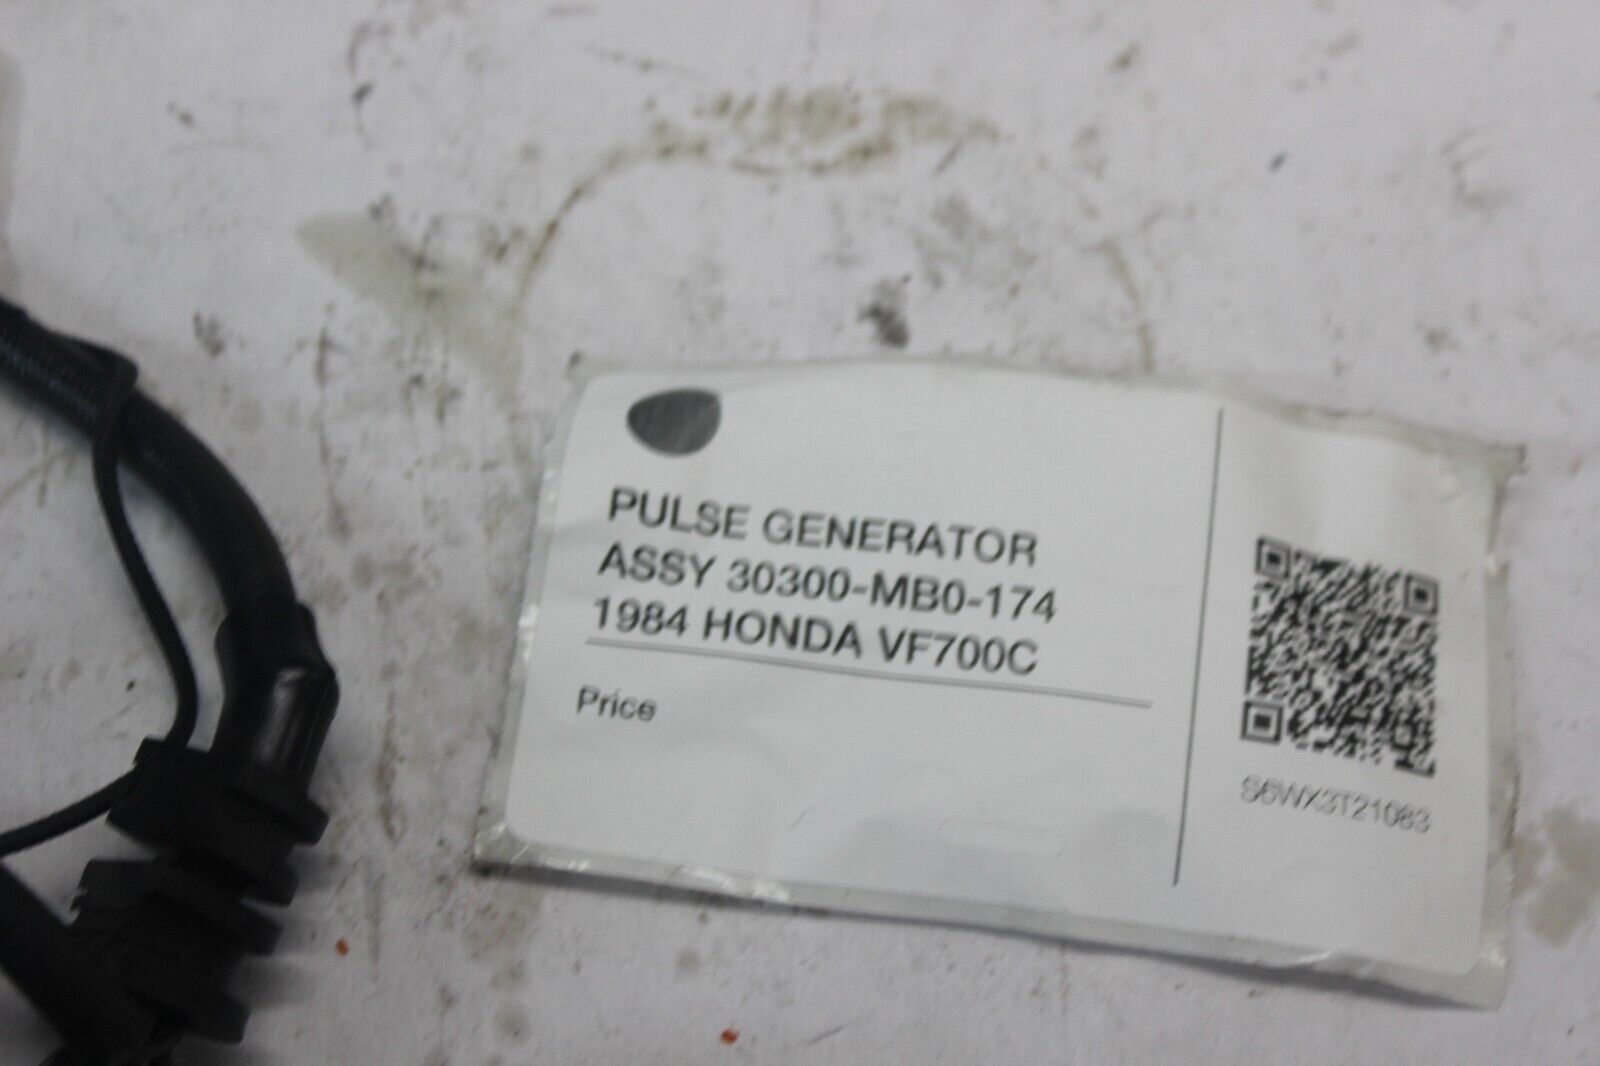 PULSE GENERATOR
ASSY 30300-MB0-174
1984 HONDA VF700C
Price
S6WX3T21083